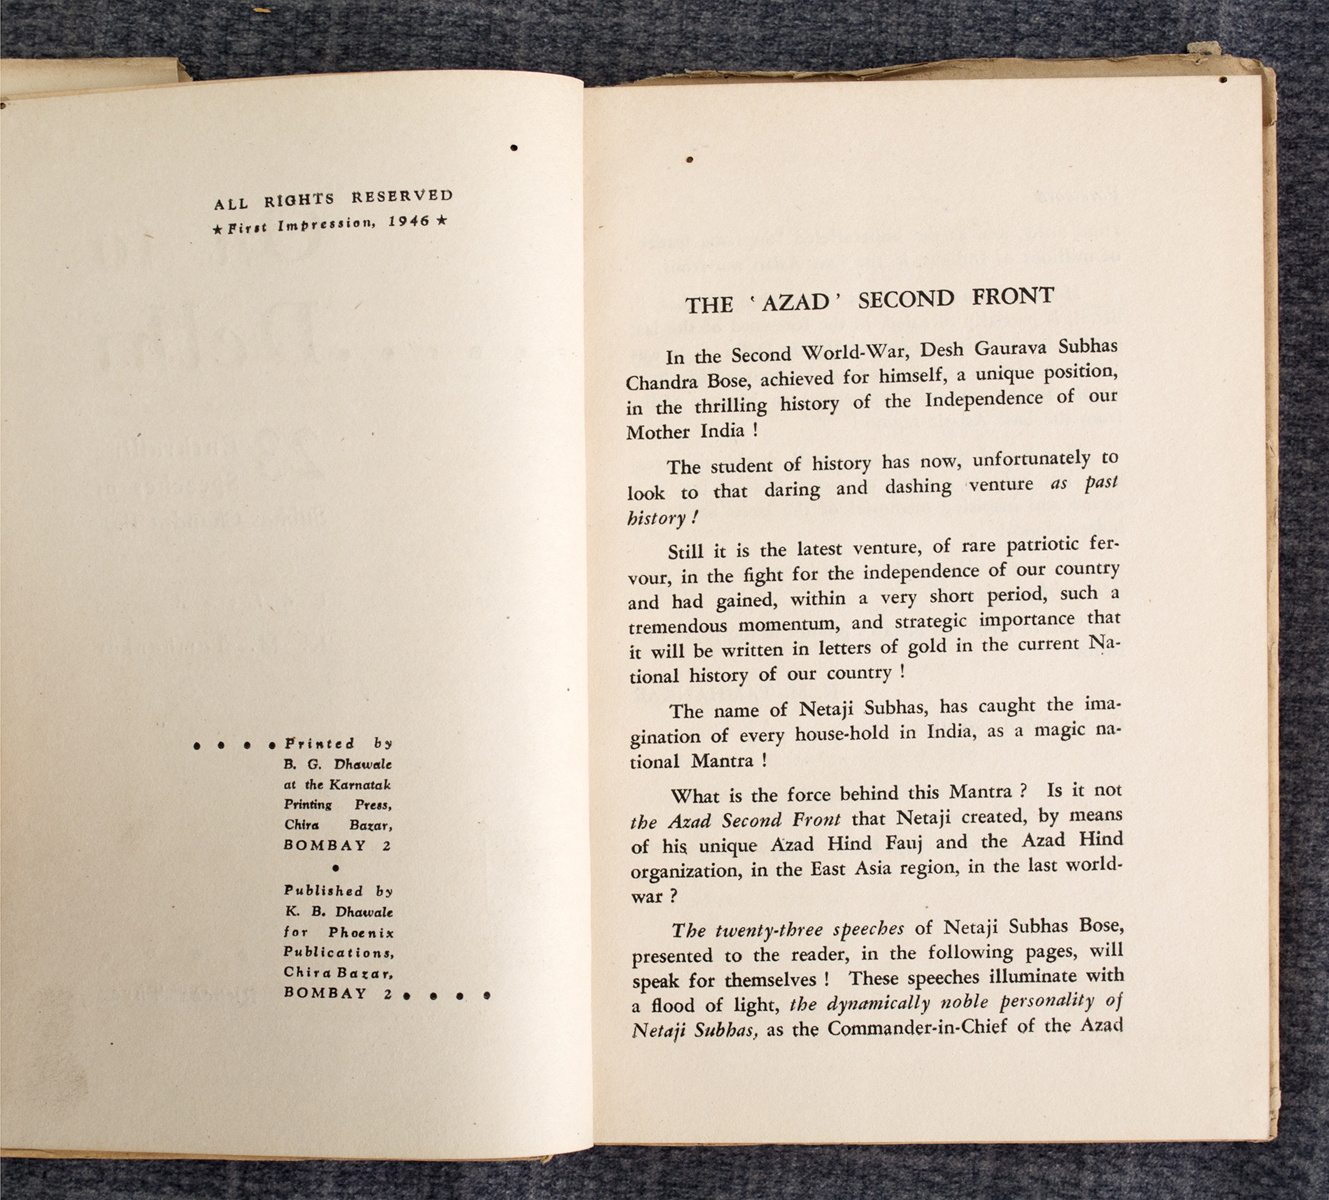 ALL RIGHTS RESERVED
★ First Impression, 1946 ★
. . . . Printed by
B. G. Dhawale
at the Karnatak
Printing Press,
Chira Bazar,
BOMBAY 2
•
Published by
K. B. Dhawale
for Phoenix
Publications,
Chira Bazar,
BOMBAY 2 . . . .
THE ‘ AZAD ’ SECOND FRONT
In the Second World-War, Desh Gaurava Subhas
Chandra Bose, achieved for himself, a unique position,
in the thrilling history of the Independence of our
Mother India !
The student of history has now, unfortunately to
look to that daring and dashing venture as past
history !
Still it is the latest venture, of rare patriotic fer-
vour, in the fight for the independence of our country
and had gained, within a very short period, such a
tremendous momentum, and strategic importance that
it will be written in letters of gold in the current Na-
tional history of our country !
The name of Netaji Subhas, has caught the ima-
gination of every house-hold in India, as a magic na-
tional Mantra !
What is the force behind this Mantra ? Is it not
the Azad Second Front that Netaji created, by means
of his unique Azad Hind Fauj and the Azad Hind
organization, in the East Asia region, in the last world-
war ?
The twenty-three speeches of Netaji Subhas Bose,
presented to the reader, in the following pages, will
speak for themselves ! These speeches illuminate with
a flood of light, the dynamically noble personality of
Netaji Subhas, as the Commander-in-Chief of the Azad